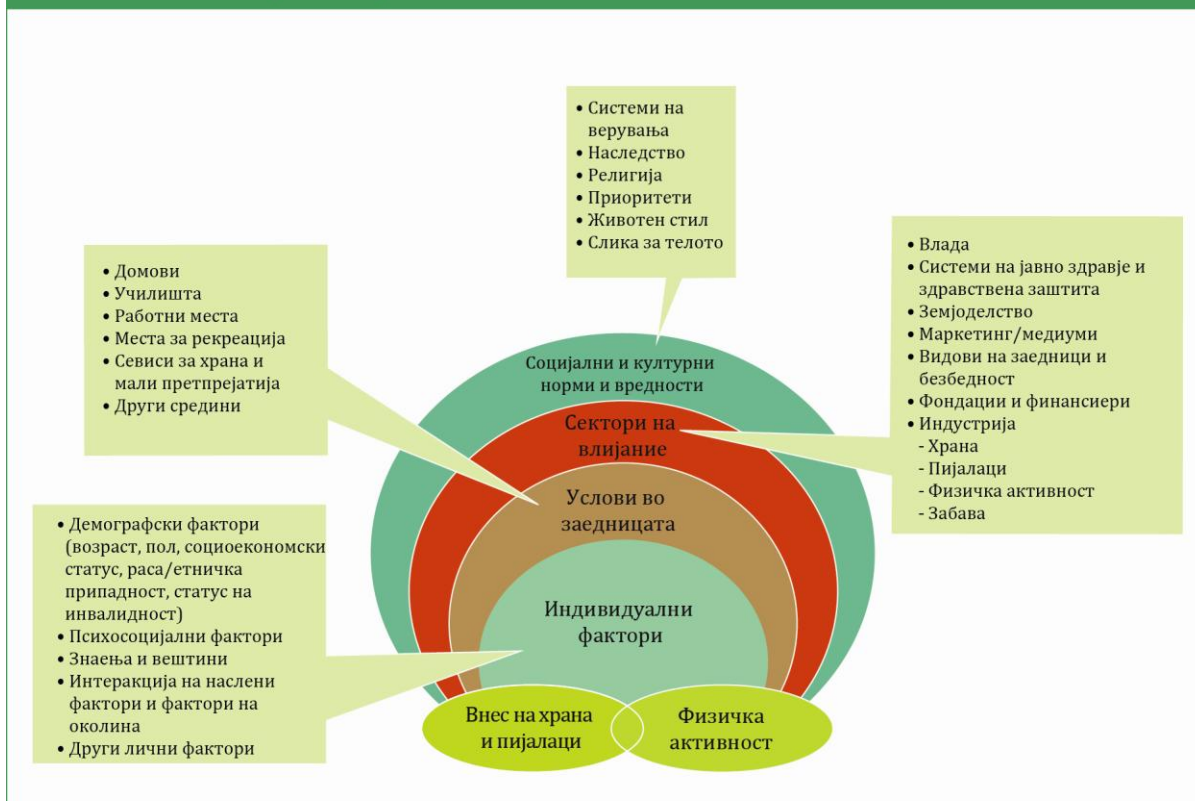 • Системи на
верувања
• Наследство
• Религија
• Приоритети
• Животен стил
• Слика за телото
• Домови
• Училишта
• Работни места
• Места за рекреација
• Севиси за храна и
мали претпрејатија
• Други средини
• Влада
• Системи на јавно здравје и
здравствена заштита
• Земјоделство
• Маркетинг/медиуми
• Видови на заедници и
безбедност
• Фондации и финансиери
• Индустрија
- Храна
- Пијалаци
- Физичка активност
- Забава
• Демографски фактори
(возраст, пол, социоекономски
статус, раса/етничка
припадност, статус на
инвалидност)
• Психосоцијални фактори
• Знаења и вештини
• Интеракција на наслени
фактори и фактори на
околина
• Други лични фактори
Социјални и културни
норми и вредности
Сектори на
влијание
Услови во
заедницата
Индивидуални
фактори
Внес на храна
и пијалаци
Физичка
активност